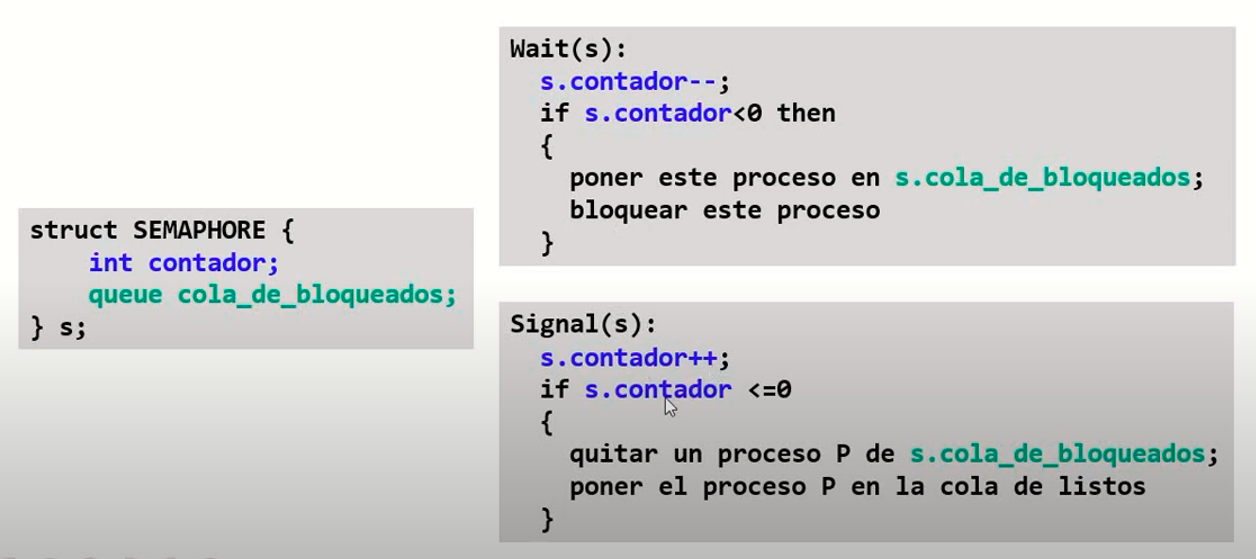 struct SEMAPHORE {
int contador;
queue cola_de_bloqueados;
} s;
Wait(s):
s.contador--;
if s.contador<0 then
{
poner este proceso en s.cola_de_bloqueados;
bloquear este proceso
}
Signal(s):
s.contador++;
if s.contador <=0
{
quitar un proceso P de s.cola_de_bloqueados;
poner el proceso P en la cola de listos
}